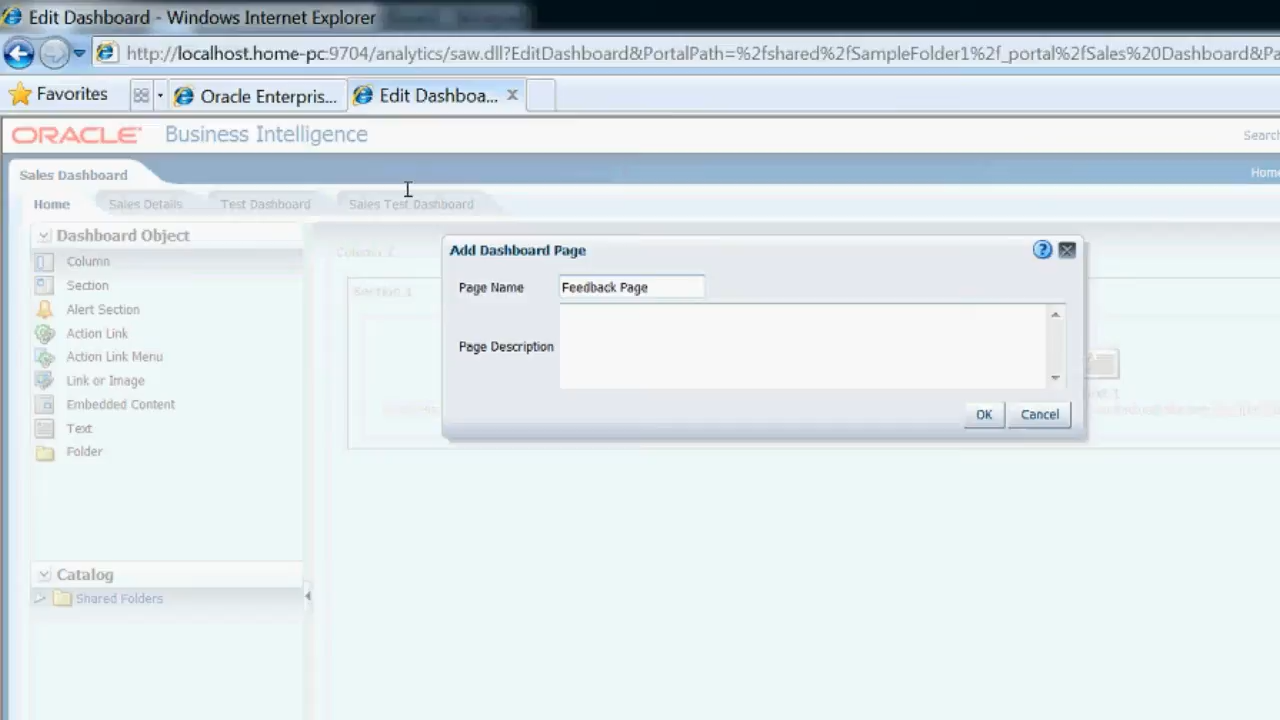 Edit Dashboard - Windows Internet Explorer
http://localhost.home-pc:9704/analytics/saw.dll?EditDashboard&PortalPath=%2fshared%2fSampleFolder1%2f_portal%2fSales%20Dashboard&Pa
Favorites
Oracle Enterpris...
Edit Dashboa...
ORACLE Business Intelligence
Search
Sales Dashboard
Home
Home
Sales Details
Test Dashboard
Sales Test Dashboard
Dashboard Object
Column
Section
Alert Section
Action Link
Action Link Menu
Link or Image
Embedded Content
Text
Folder
Catalog
Shared Folders
Section 1
Add Dashboard Page
Page Name Feedback Page
Page Description
OK Cancel